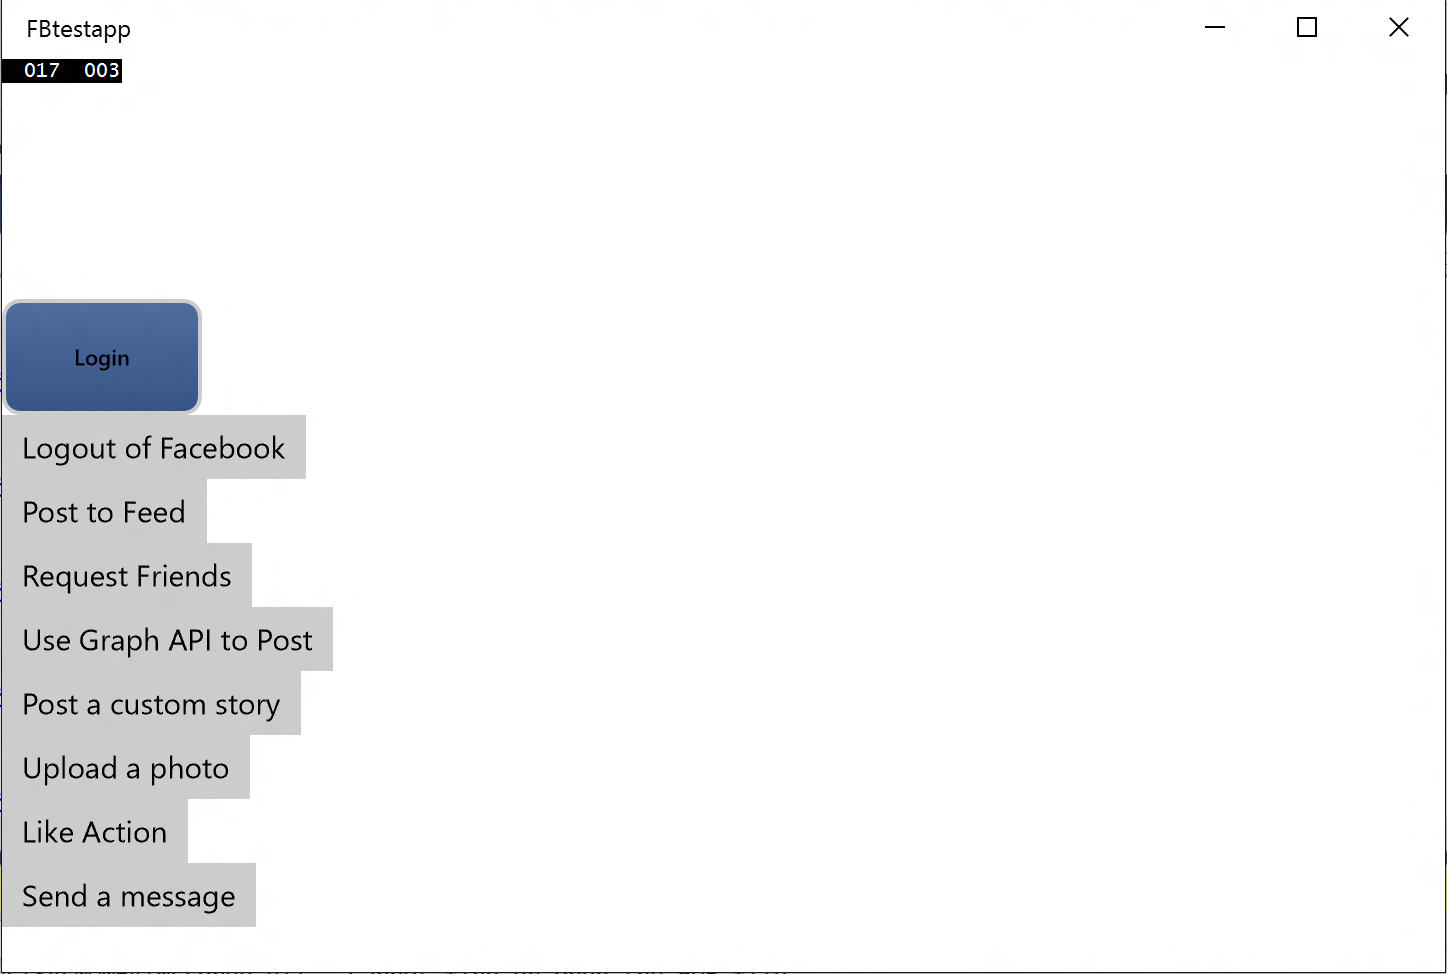 FBtestapp
017 003
Login
Logout of Facebook
Post to Feed
Request Friends
Use Graph API to Post
Post a custom story
Upload a photo
Like Action
Send a message